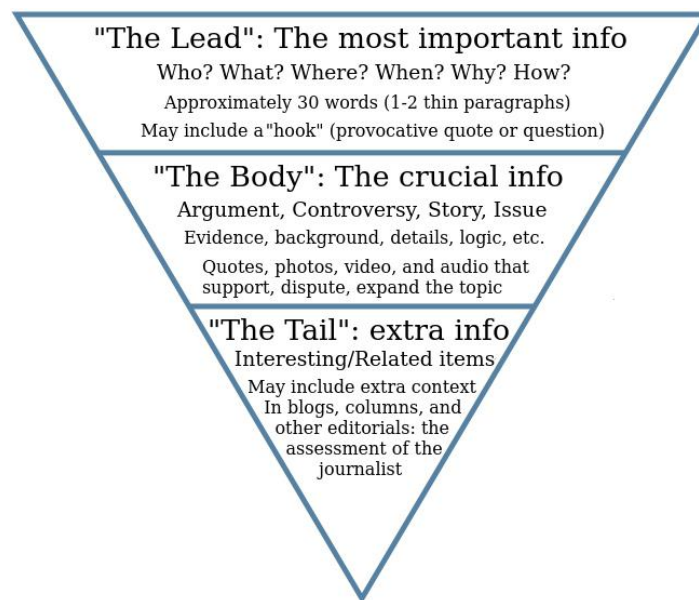 "The Lead": The most important info
Who? What? Where? When? Why? How?
Approximately 30 words (1-2 thin paragraphs)
May include a "hook" (provocative quote or question)
"The Body": The crucial info
Argument, Controversy, Story, Issue
Evidence, background, details, logic, etc.
Quotes, photos, video, and audio that
support, dispute, expand the topic
"The Tail": extra info
Interesting/Related items
May include extra context
In blogs, columns, and
other editorials: the
assessment of the
journalist